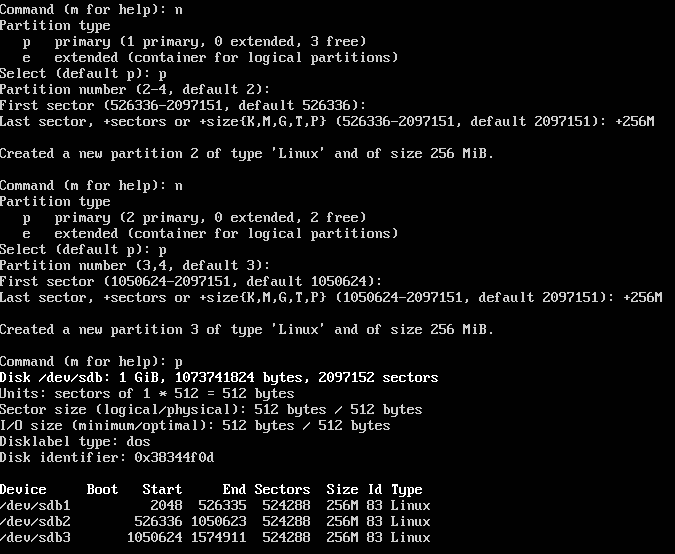 Command (m for help): n
Partition type
   p   primary (1 primary, 0 extended, 3 free)
   e   extended (container for logical partitions)
Select (default p): p
Partition number (2-4, default 2):
First sector (526336-2097151, default 526336):
Last sector, +sectors or +size{K,M,G,T,P} (526336-2097151, default 2097151): +256M

Created a new partition 2 of type 'Linux' and of size 256 MiB.

Command (m for help): n
Partition type
   p   primary (2 primary, 0 extended, 2 free)
   e   extended (container for logical partitions)
Select (default p): p
Partition number (3,4, default 3):
First sector (1050624-2097151, default 1050624):
Last sector, +sectors or +size{K,M,G,T,P} (1050624-2097151, default 2097151): +256M

Created a new partition 3 of type 'Linux' and of size 256 MiB.

Command (m for help): p
Disk /dev/sdb: 1 GiB, 1073741824 bytes, 2097152 sectors
Units: sectors of 1 * 512 = 512 bytes
Sector size (logical/physical): 512 bytes / 512 bytes
I/O size (minimum/optimal): 512 bytes / 512 bytes
Disklabel type: dos
Disk identifier: 0x38344f0d

Device     Boot   Start     End Sectors  Size Id Type
/dev/sdb1          2048  526335  524288  256M 83 Linux
/dev/sdb2        526336 1050623  524288  256M 83 Linux
/dev/sdb3       1050624 1574911  524288  256M 83 Linux